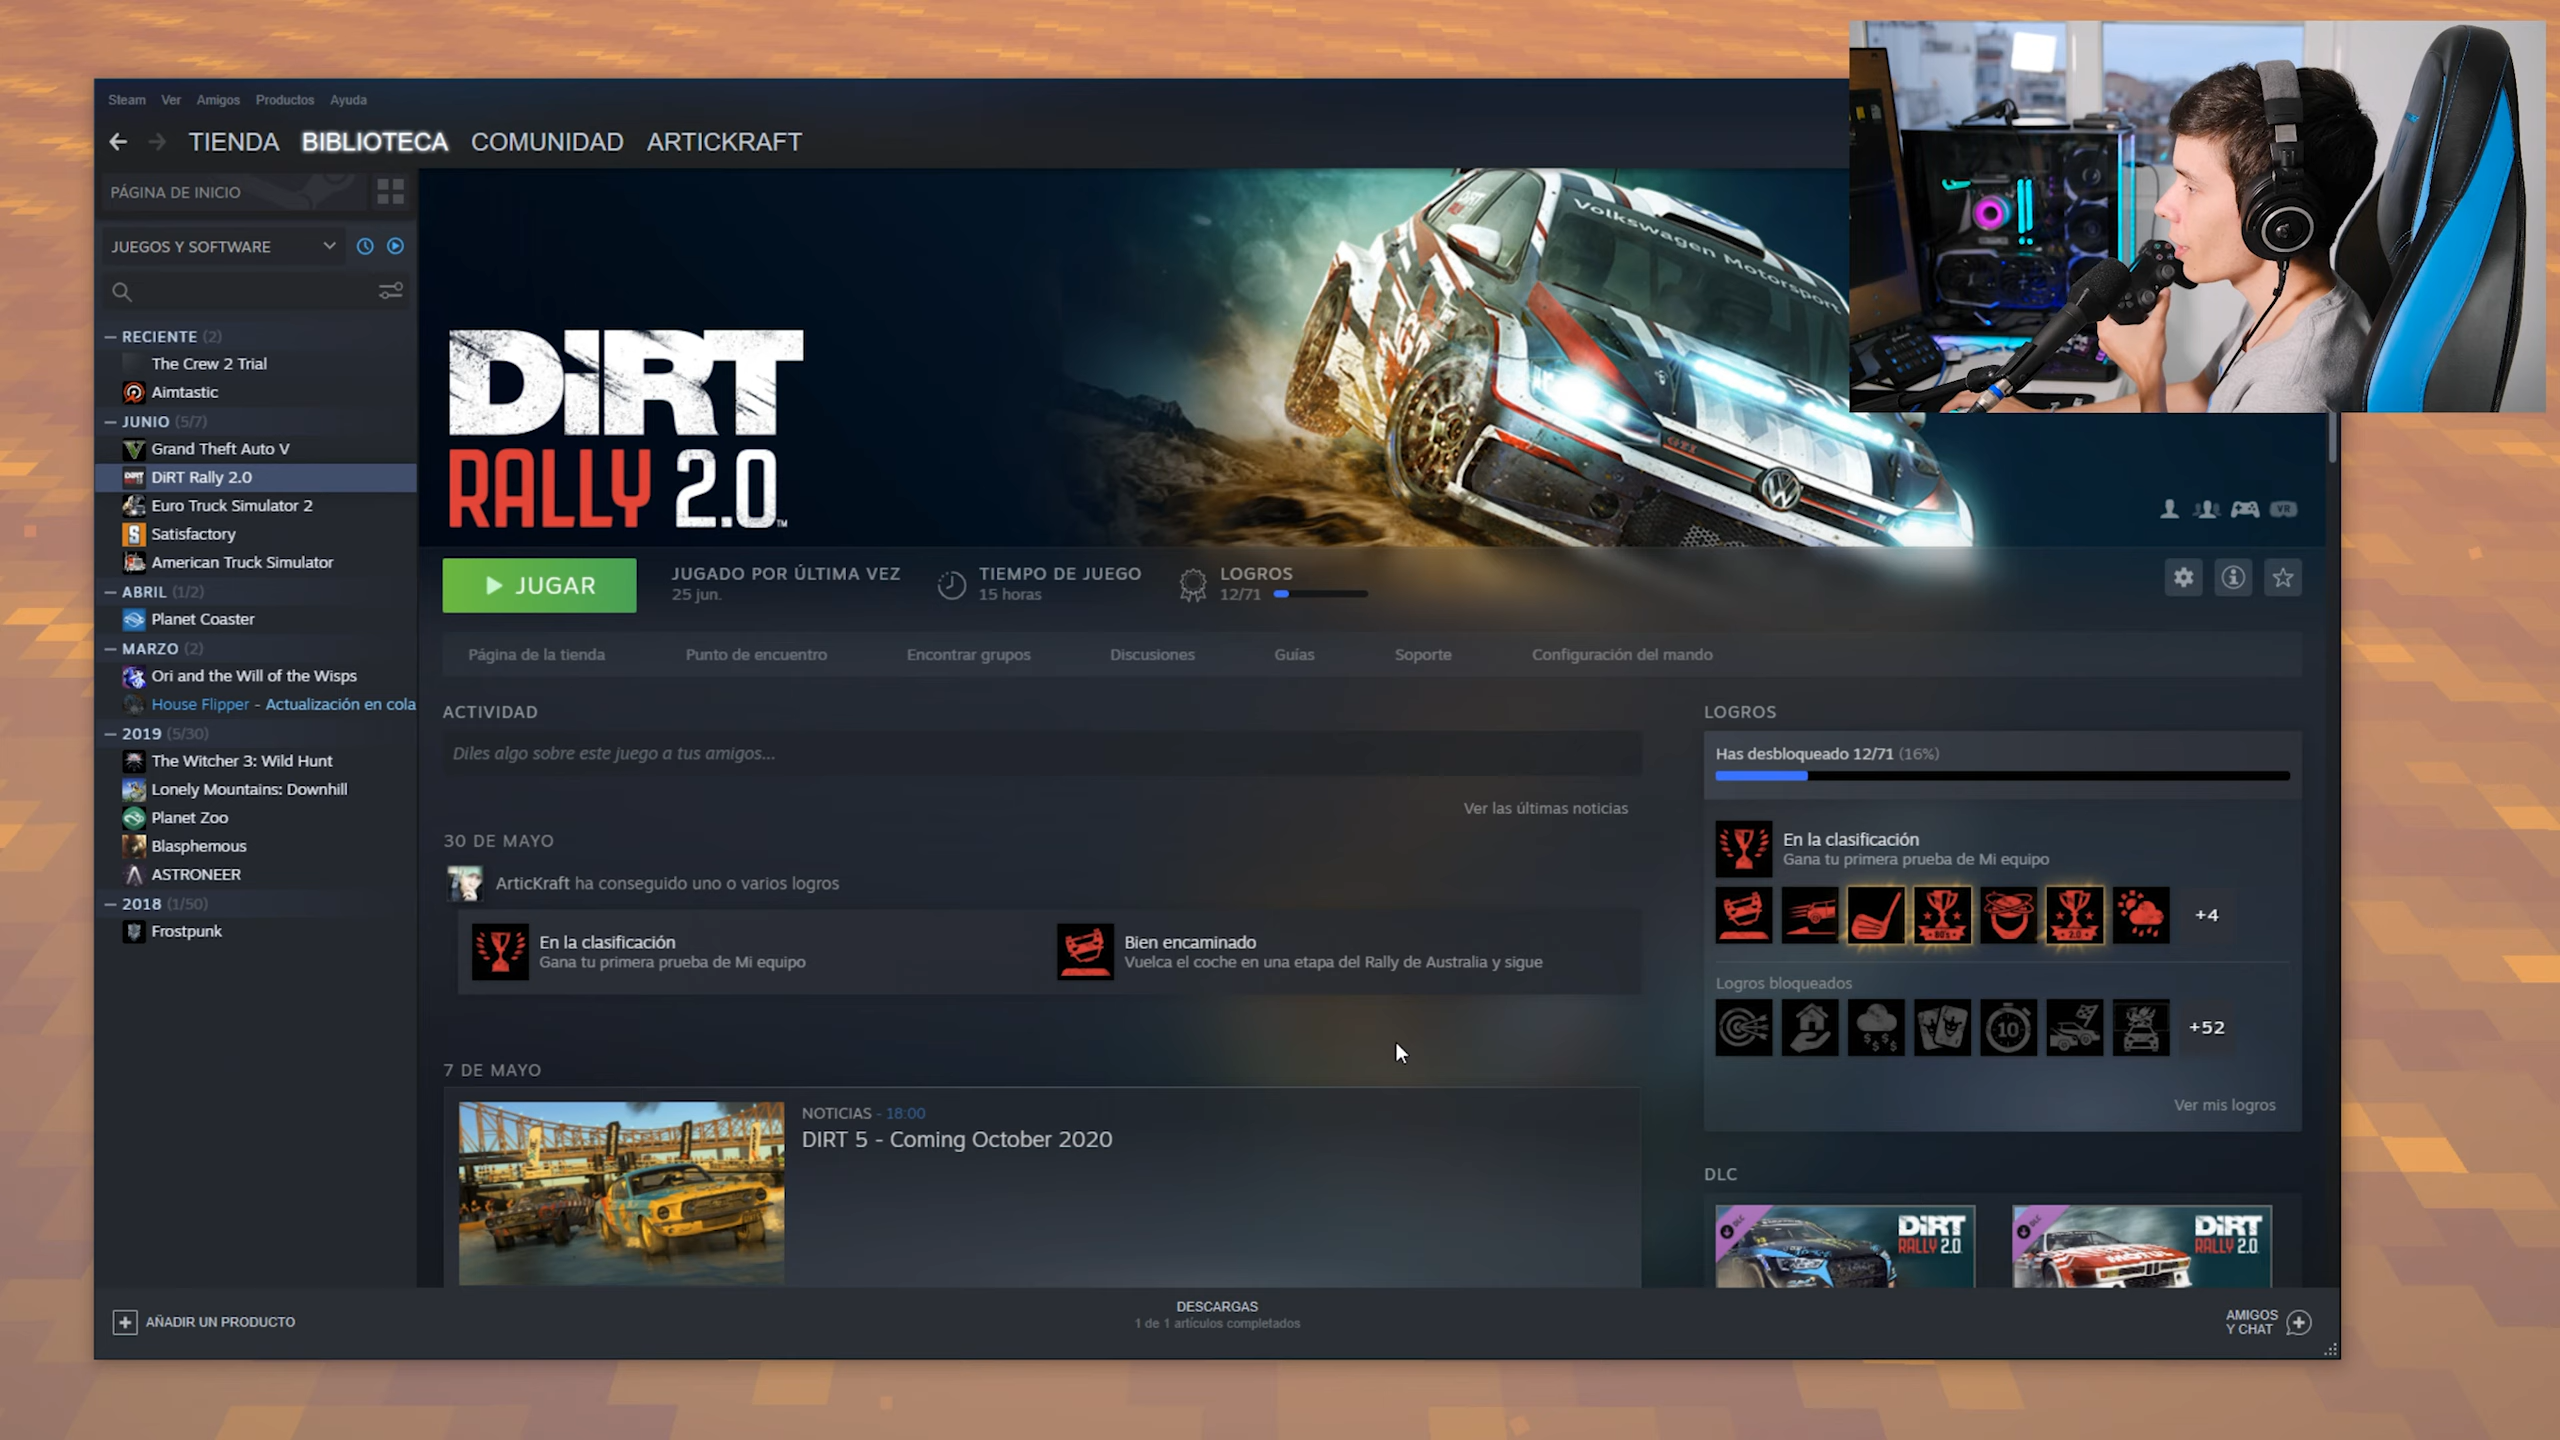 Steam Ver Amigos Productos Ayuda
TIENDA BIBLIOTECA COMUNIDAD ARTICKRAFT
PÁGINA DE INICIO
JUEGOS Y SOFTWARE
— RECIENTE (2)
The Crew 2 Trial
Aimtastic
— JUNIO (5/7)
Grand Theft Auto V
DiRT Rally 2.0
Euro Truck Simulator 2
Satisfactory
American Truck Simulator
— ABRIL (1/2)
Planet Coaster
— MARZO (2)
Ori and the Will of the Wisps
House Flipper - Actualización en cola
— 2019 (5/30)
The Witcher 3: Wild Hunt
Lonely Mountains: Downhill
Planet Zoo
Blasphemous
ASTRONEER
— 2018 (1/50)
Frostpunk
Volkswagen Motorsport
GTI
DiRT
RALLY 2.0™
VR
JUGAR
JUGADO POR ÚLTIMA VEZ
25 jun.
TIEMPO DE JUEGO
15 horas
LOGROS
12/71
Página de la tienda Punto de encuentro Encontrar grupos Discusiones Guías Soporte Configuración del mando
ACTIVIDAD
Diles algo sobre este juego a tus amigos...
Ver las últimas noticias
30 DE MAYO
ArticKraft ha conseguido uno o varios logros
En la clasificación
Gana tu primera prueba de Mi equipo
Bien encaminado
Vuelca el coche en una etapa del Rally de Australia y sigue
7 DE MAYO
NOTICIAS - 18:00
DIRT 5 - Coming October 2020
LOGROS
Has desbloqueado 12/71 (16%)
En la clasificación
Gana tu primera prueba de Mi equipo
80's
2.0
+4
Logros bloqueados
10
+52
Ver mis logros
DLC
DLC
DiRT
RALLY 2.0
DLC
DiRT
RALLY 2.0
MOTUL
AÑADIR UN PRODUCTO
DESCARGAS
1 de 1 artículos completados
AMIGOS
Y CHAT